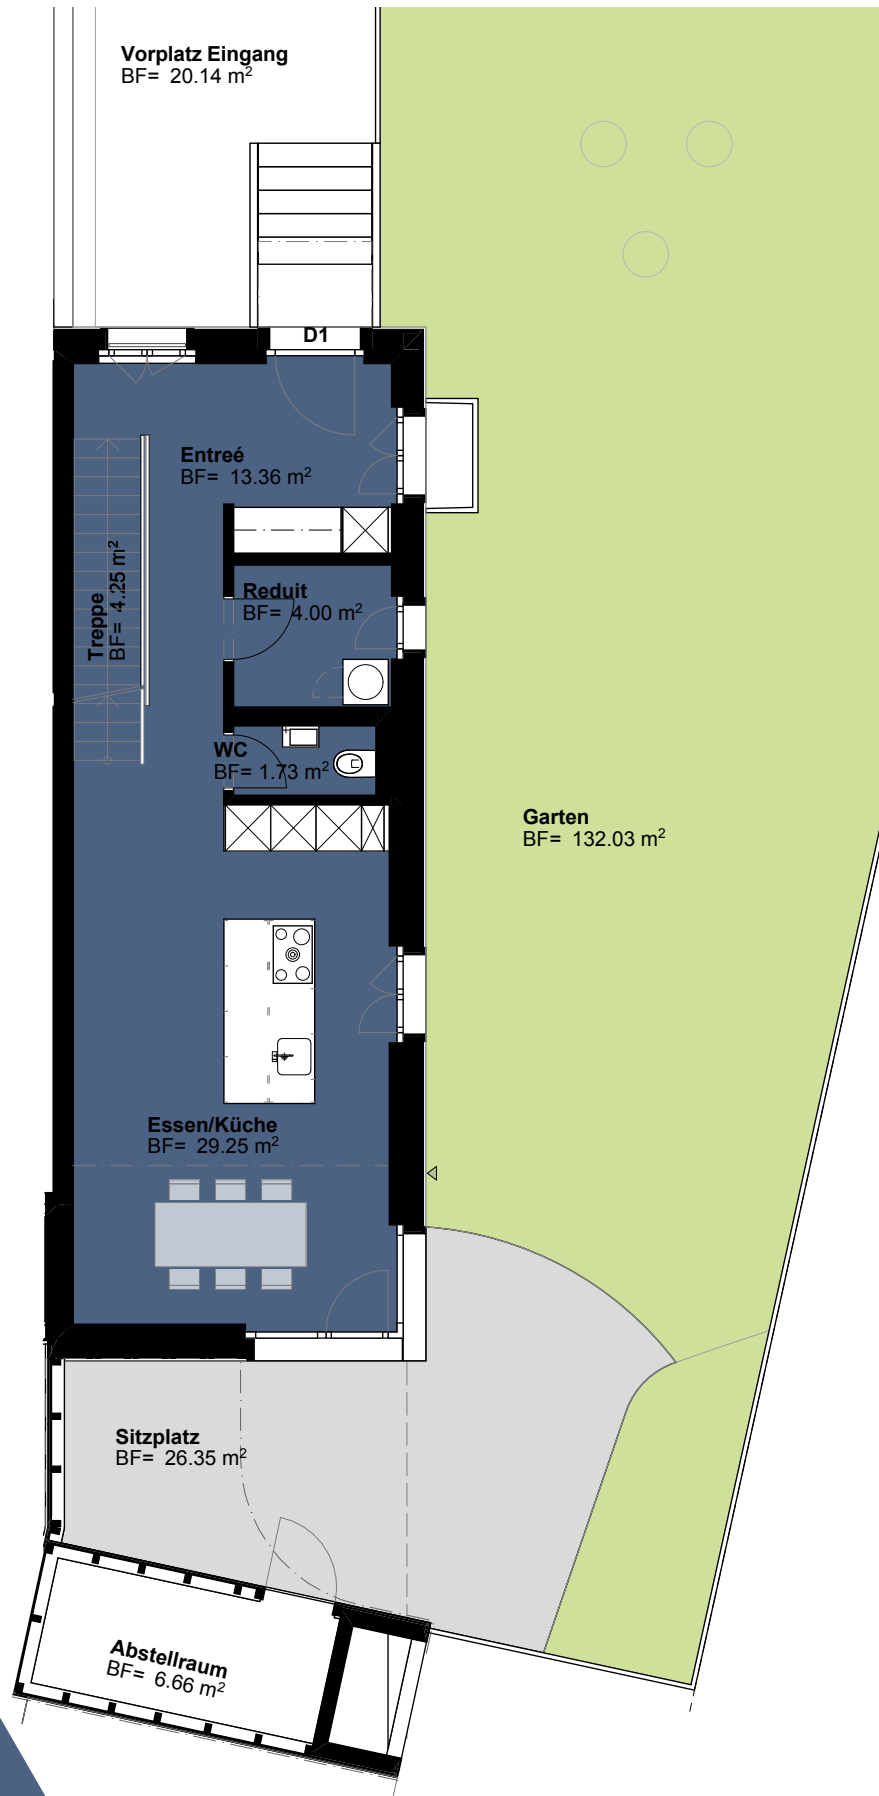 Vorplatz Eingang
BF= 20.14 m²
D1
Entreé
BF= 13.36 m²
Treppe
BF= 4.25 m²
Reduit
BF= 4.00 m²
WC
BF= 1.73 m²
Garten
BF= 132.03 m²
Essen/Küche
BF= 29.25 m²
Sitzplatz
BF= 26.35 m²
Abstellraum
BF= 6.66 m²